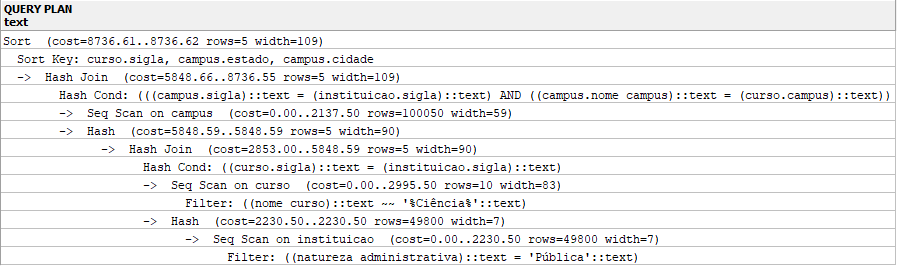 QUERY PLAN
text
Sort  (cost=8736.61..8736.62 rows=5 width=109)
Sort Key: curso.sigla, campus.estado, campus.cidade
->  Hash Join  (cost=5848.66..8736.55 rows=5 width=109)
Hash Cond: (((campus.sigla)::text = (instituicao.sigla)::text) AND ((campus.nome_campus)::text = (curso.campus)::text))
->  Seq Scan on campus  (cost=0.00..2137.50 rows=100050 width=59)
->  Hash  (cost=5848.59..5848.59 rows=5 width=90)
->  Hash Join  (cost=2853.00..5848.59 rows=5 width=90)
Hash Cond: ((curso.sigla)::text = (instituicao.sigla)::text)
->  Seq Scan on curso  (cost=0.00..2995.50 rows=10 width=83)
Filter: ((nome_curso)::text ~~ '%Ciência%'::text)
->  Hash  (cost=2230.50..2230.50 rows=49800 width=7)
->  Seq Scan on instituicao  (cost=0.00..2230.50 rows=49800 width=7)
Filter: ((natureza_administrativa)::text = 'Pública'::text)